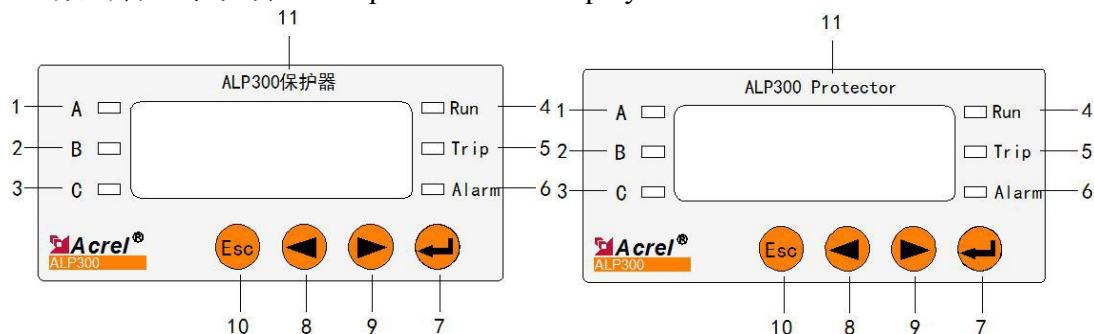 11 11
ALP300保护器 ALP300 Protector
1 A Run 4 1 A Run 4
2 B Trip 5 2 B Trip 5
3 C Alarm 6 3 C Alarm 6
Acrel® Esc Acrel® Esc
ALP300 ALP300
10 8 9 7 10 8 9 7